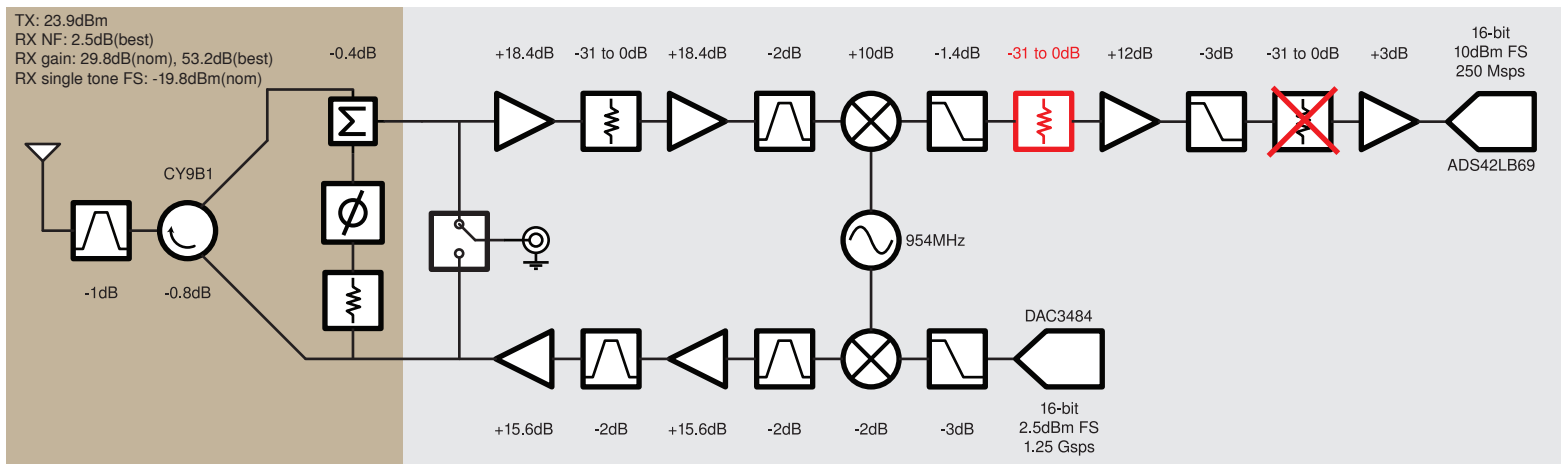 TX: 23.9dBm
RX NF: 2.5dB(best)
RX gain: 29.8dB(nom), 53.2dB(best)
RX single tone FS: -19.8dBm(nom)
-0.4dB
+18.4dB
-31 to 0dB
+18.4dB
-2dB
+10dB
-1.4dB
-31 to 0dB
+12dB
-3dB
-31 to 0dB
+3dB
16-bit
10dBm FS
250 Msps
Σ
ADS42LB69
CY9B1
ϕ
954MHz
-1dB
-0.8dB
DAC3484
+15.6dB
-2dB
+15.6dB
-2dB
-2dB
-3dB
16-bit
2.5dBm FS
1.25 Gsps